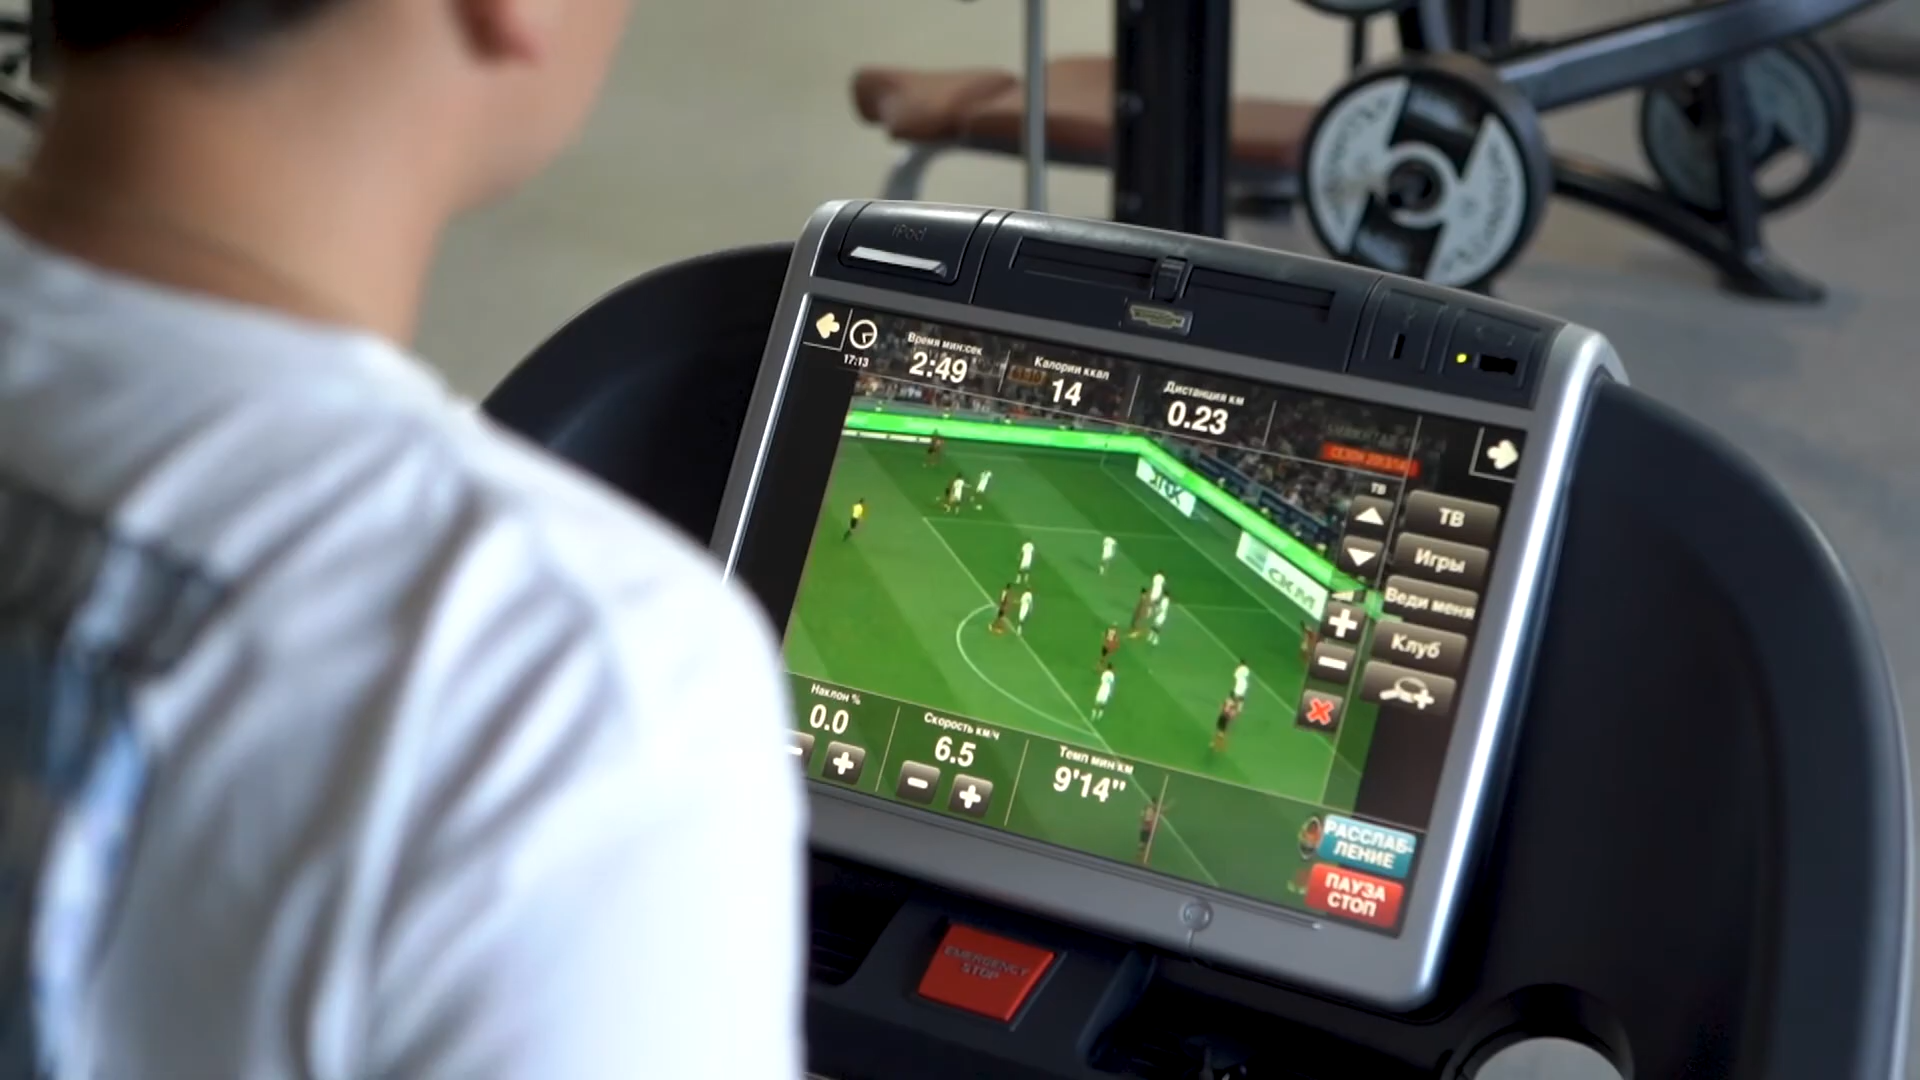 iPod
17:13
Время мин:сек
2:49
Калории ккал
14
Дистанция км
0.23
ТВ
ТВ
Игры
Веди меня
Клуб
СКМ
Наклон %
0.0
Скорость км/ч
6.5
Темп мин/км
9'14"
РАССЛАБ-
ЛЕНИЕ
ПАУЗА
СТОП
EMERGENCY
STOP